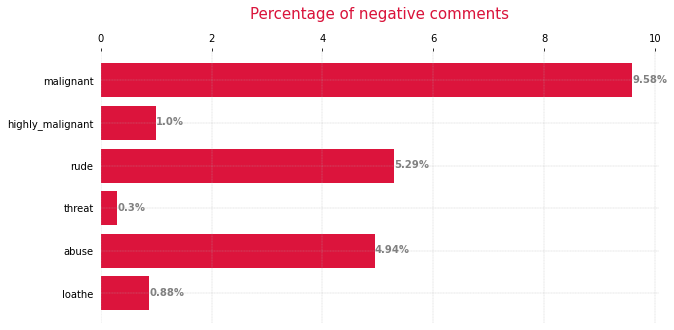 Percentage of negative comments
0 2 4 6 8 10
malignant 9.58%
highly_malignant 1.0%
rude 5.29%
threat 0.3%
abuse 4.94%
loathe 0.88%